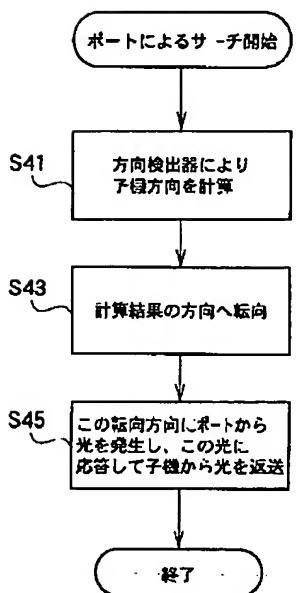 ポートによるサーチ開始
S41
方向検出器により
子機方向を計算
S43
計算結果の方向へ転向
S45
この転向方向にポートから
光を発生し、この光に
応答して子機から光を返送
終了